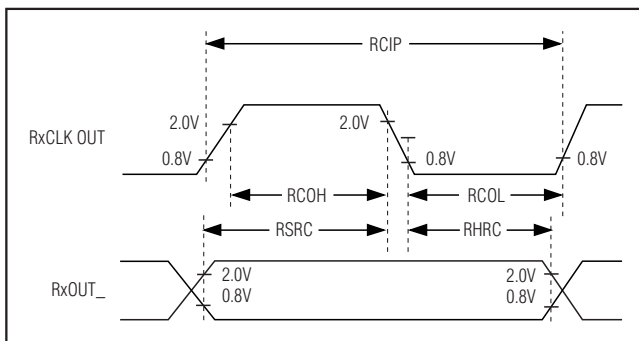 RCIP
2.0V
2.0V
RxCLK OUT
0.8V
0.8V
0.8V
RCOH
RCOL
RSRC
RHRC
2.0V
2.0V
RxOUT_
0.8V
0.8V